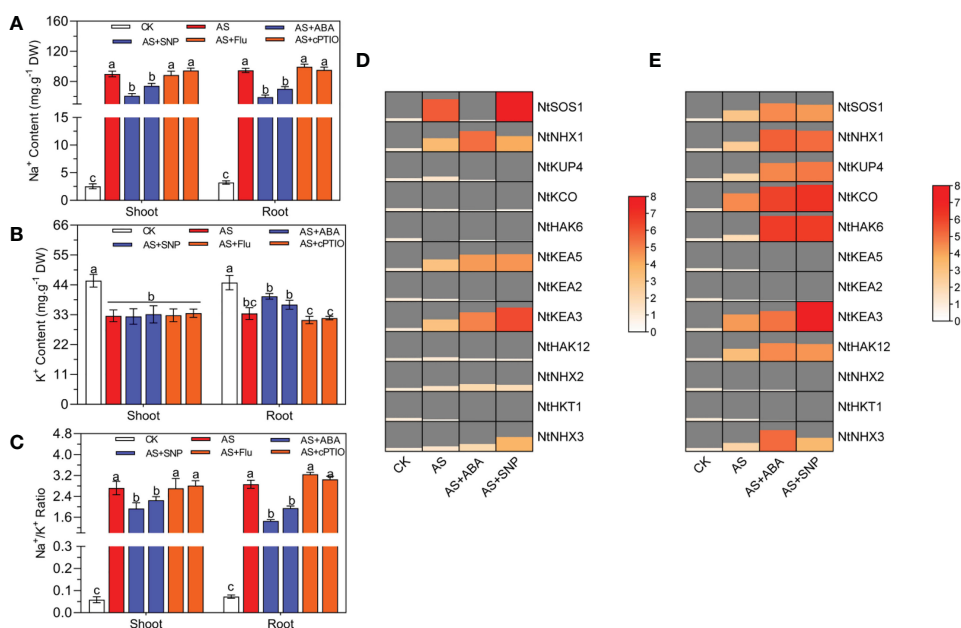 A
CK AS AS+ABA
AS+SNP AS+Flu AS+cPTIO
Na⁺ Content (mg.g⁻¹ DW)
160
120
80
15
10
5
0
c a b b a a c a b b a a
Shoot Root
B
CK AS AS+ABA
AS+SNP AS+Flu AS+cPTIO
K⁺ Content (mg.g⁻¹ DW)
66
55
44
33
22
11
0
a b a bc b b c c
Shoot Root
C
CK AS AS+ABA
AS+SNP AS+Flu AS+cPTIO
Na⁺/K⁺ Ratio
4.8
3.6
2.4
1.2
0.3
0.2
0.1
0.0
c a b b a a c a b b a a
Shoot Root
D
NtSOS1
NtNHX1
NtKUP4
NtKCO
NtHAK6
NtKEA5
NtKEA2
NtKEA3
NtHAK12
NtNHX2
NtHKT1
NtNHX3
CK AS AS+ABA AS+SNP
8
7
6
5
4
3
2
1
0
E
NtSOS1
NtNHX1
NtKUP4
NtKCO
NtHAK6
NtKEA5
NtKEA2
NtKEA3
NtHAK12
NtNHX2
NtHKT1
NtNHX3
CK AS AS+ABA AS+SNP
8
7
6
5
4
3
2
1
0